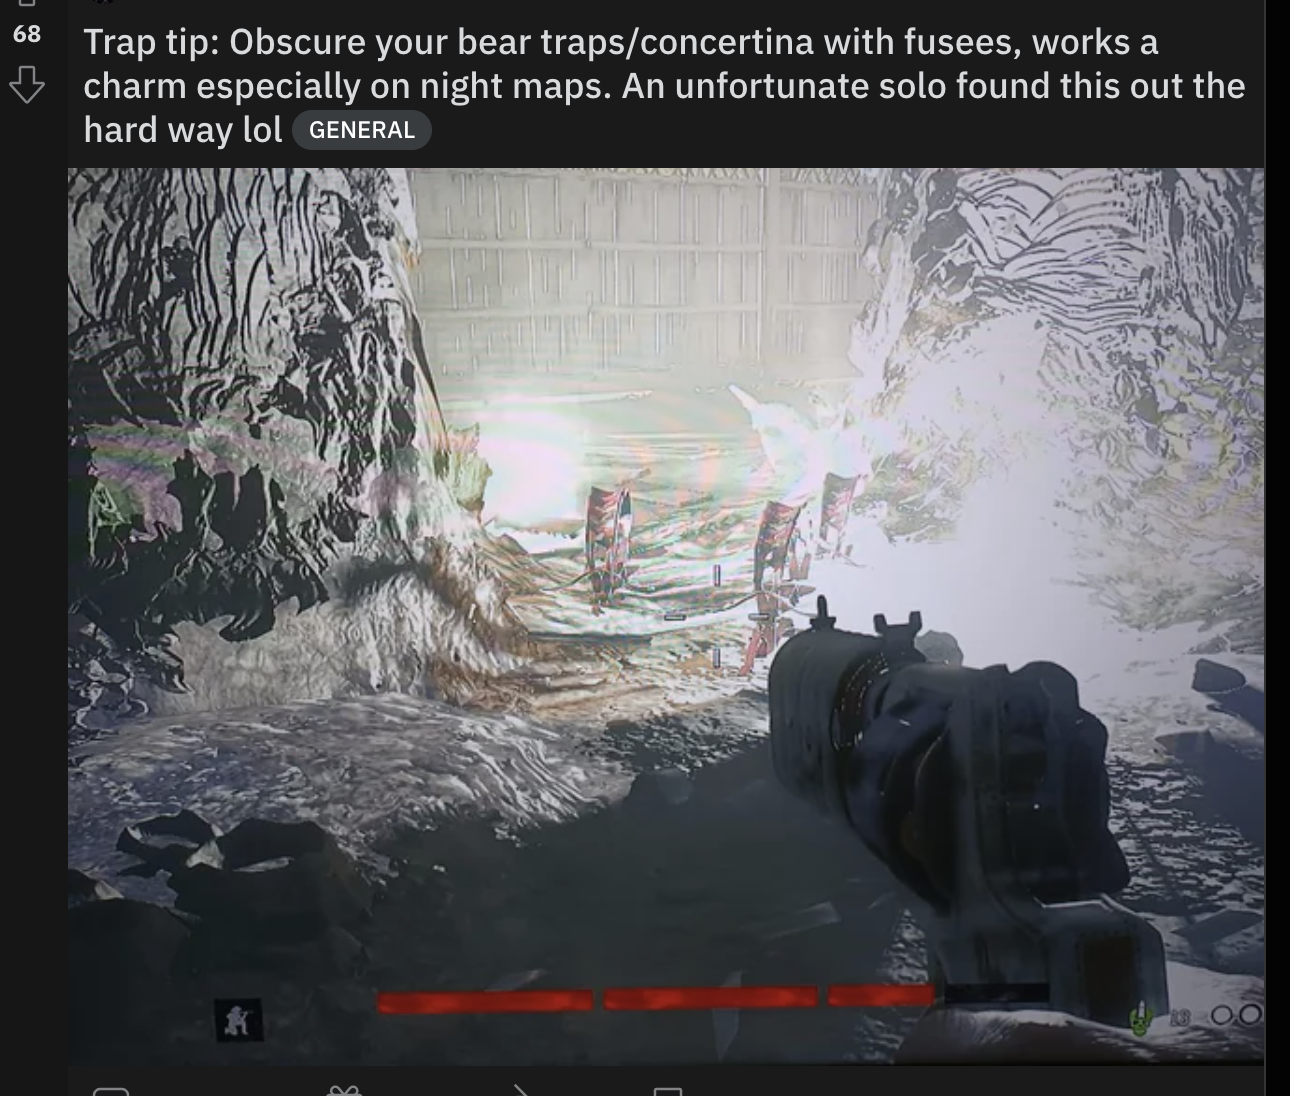 68
Trap tip: Obscure your bear traps/concertina with fusees, works a
charm especially on night maps. An unfortunate solo found this out the
hard way lol GENERAL